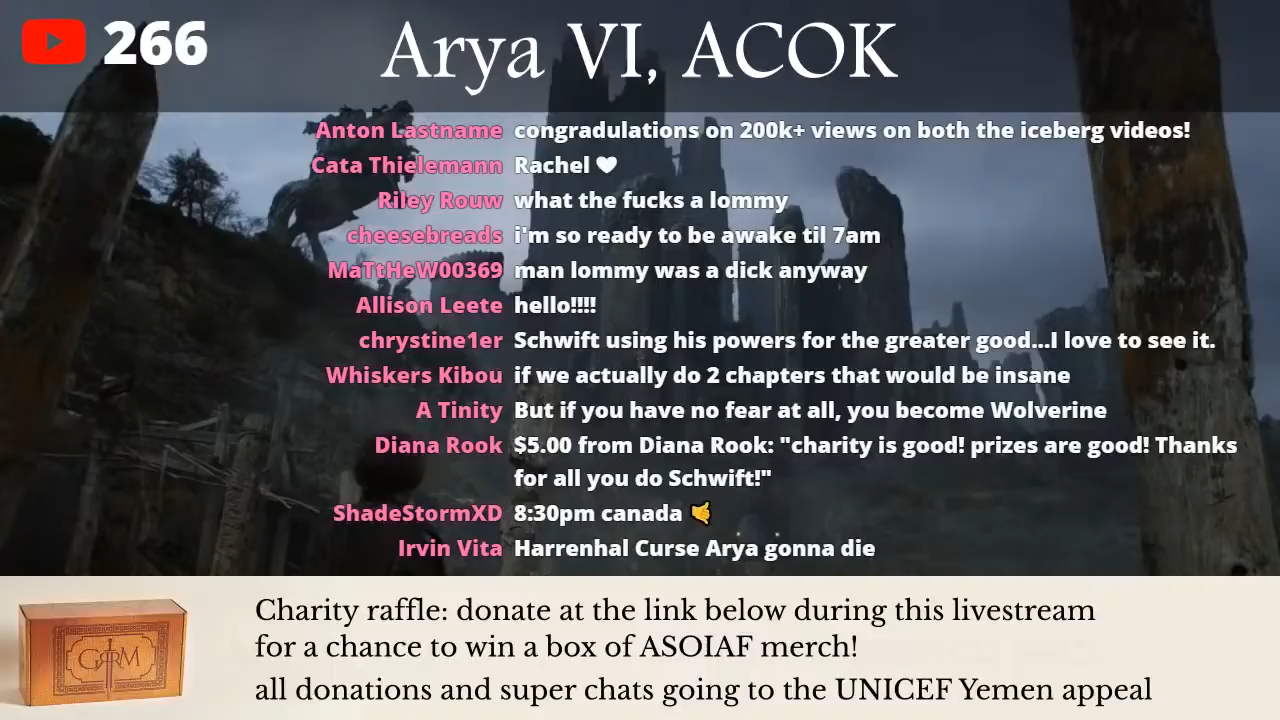 266
Arya VI, ACOK
Anton Lastname congradulations on 200k+ views on both the iceberg videos!
Cata Thielemann Rachel 🖤
Riley Rouw what the fucks a lommy
cheesebreads i'm so ready to be awake til 7am
MaTtHeW00369 man lommy was a dick anyway
Allison Leete hello!!!!
chrystine1er Schwift using his powers for the greater good...I love to see it.
Whiskers Kibou if we actually do 2 chapters that would be insane
A Tinity But if you have no fear at all, you become Wolverine
Diana Rook $5.00 from Diana Rook: "charity is good! prizes are good! Thanks
for all you do Schwift!"
ShadeStormXD 8:30pm canada 🤙
Irvin Vita Harrenhal Curse Arya gonna die
GRRM
Charity raffle: donate at the link below during this livestream
for a chance to win a box of ASOIAF merch!
all donations and super chats going to the UNICEF Yemen appeal